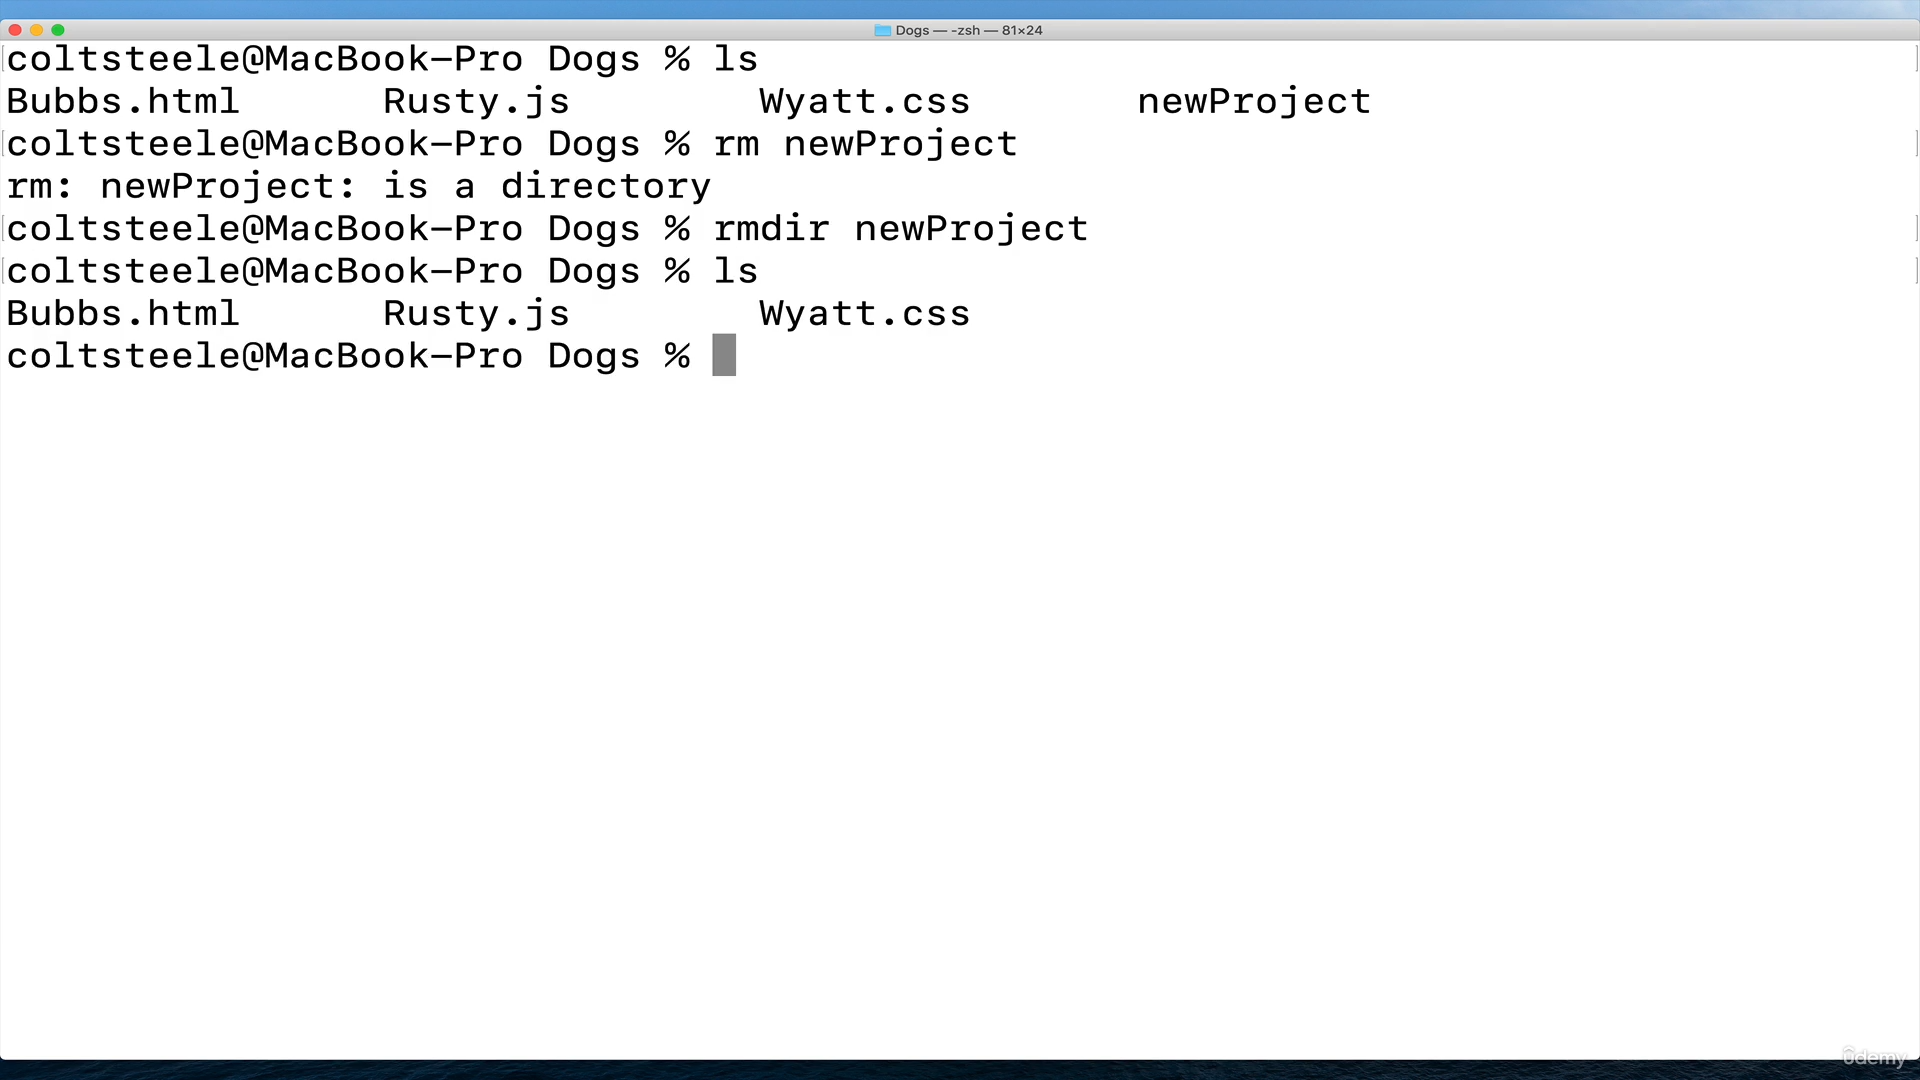 Dogs — -zsh — 81×24
coltsteele@MacBook-Pro Dogs % ls
Bubbs.html Rusty.js Wyatt.css newProject
coltsteele@MacBook-Pro Dogs % rm newProject
rm: newProject: is a directory
coltsteele@MacBook-Pro Dogs % rmdir newProject
coltsteele@MacBook-Pro Dogs % ls
Bubbs.html Rusty.js Wyatt.css
coltsteele@MacBook-Pro Dogs %
ûdemy